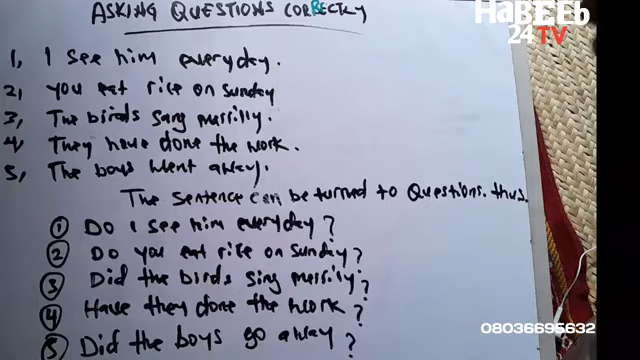 ASKING QUESTIONS CORRECTLY
HaBEEb
24 TV
1, I see him everyday.
2, you eat rice on sunday
3, The birds sang merrily.
4, They have done the work.
5, The boys went away.
The sentence can be turned to Questions. thus.
1 Do I see him everyday?
2 Do you eat rice on sunday?
3 Did the birds sing merrily?
4 Have they done the work?
5 Did the boys go away?
08036695632